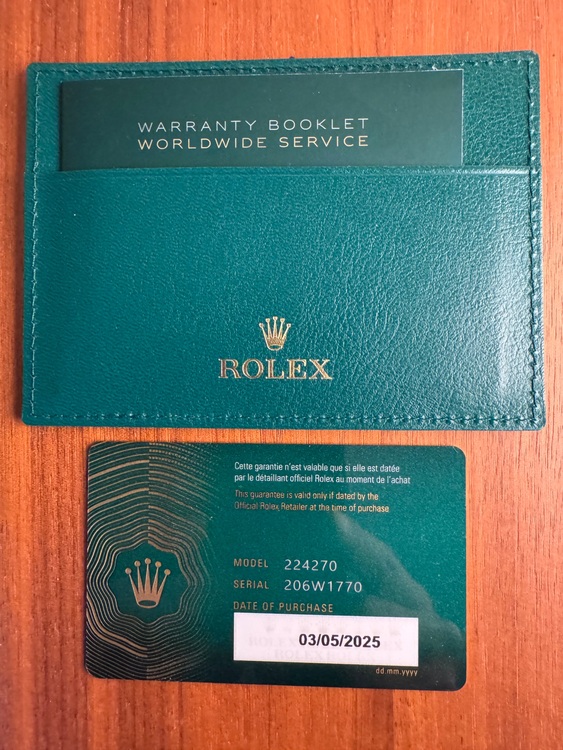 WARRANTY BOOKLET
WORLDWIDE SERVICE
ROLEX
Cette garantie n'est valable que si elle est datée
par le détaillant officiel Rolex au moment de l'achat
This guarantee is valid only if dated by the
Official Rolex Retailer at the time of purchase
MODEL 224270
SERIAL 206W1770
DATE OF PURCHASE
03/05/2025
dd.mm.yyyy